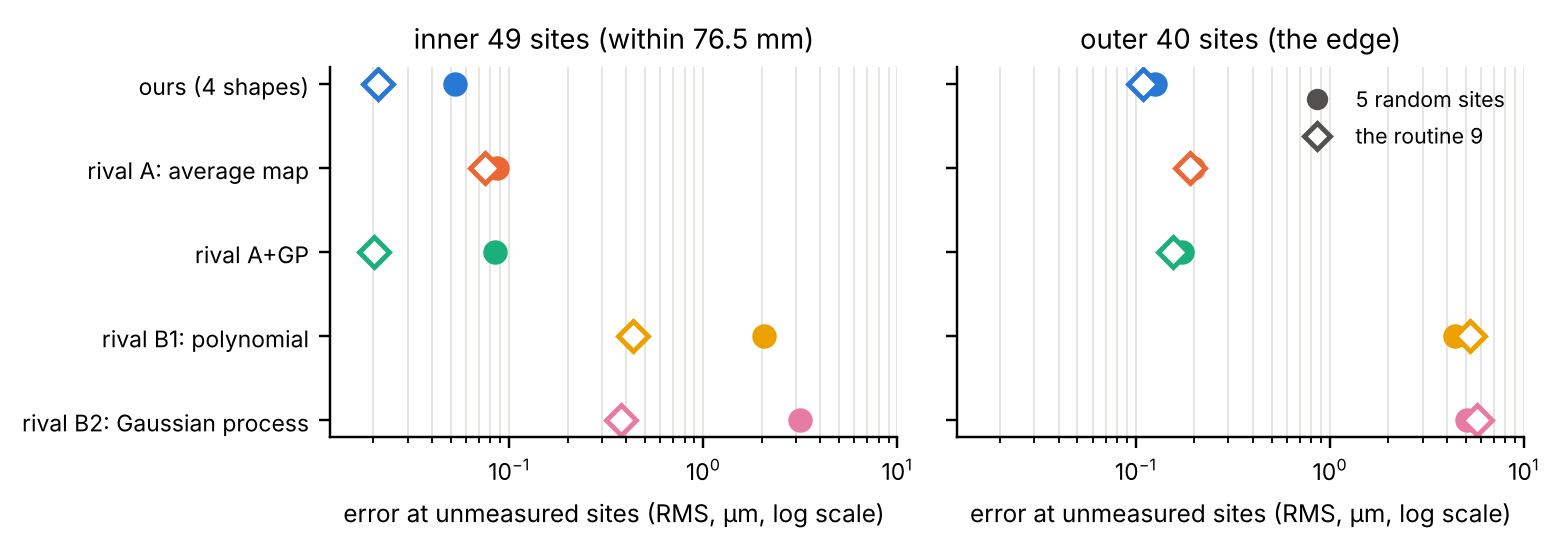 inner 49 sites (within 76.5 mm)
outer 40 sites (the edge)
ours (4 shapes)
rival A: average map
rival A+GP
rival B1: polynomial
rival B2: Gaussian process
5 random sites
the routine 9
10⁻¹ 10⁰ 10¹
10⁻¹ 10⁰ 10¹
error at unmeasured sites (RMS, µm, log scale)
error at unmeasured sites (RMS, µm, log scale)